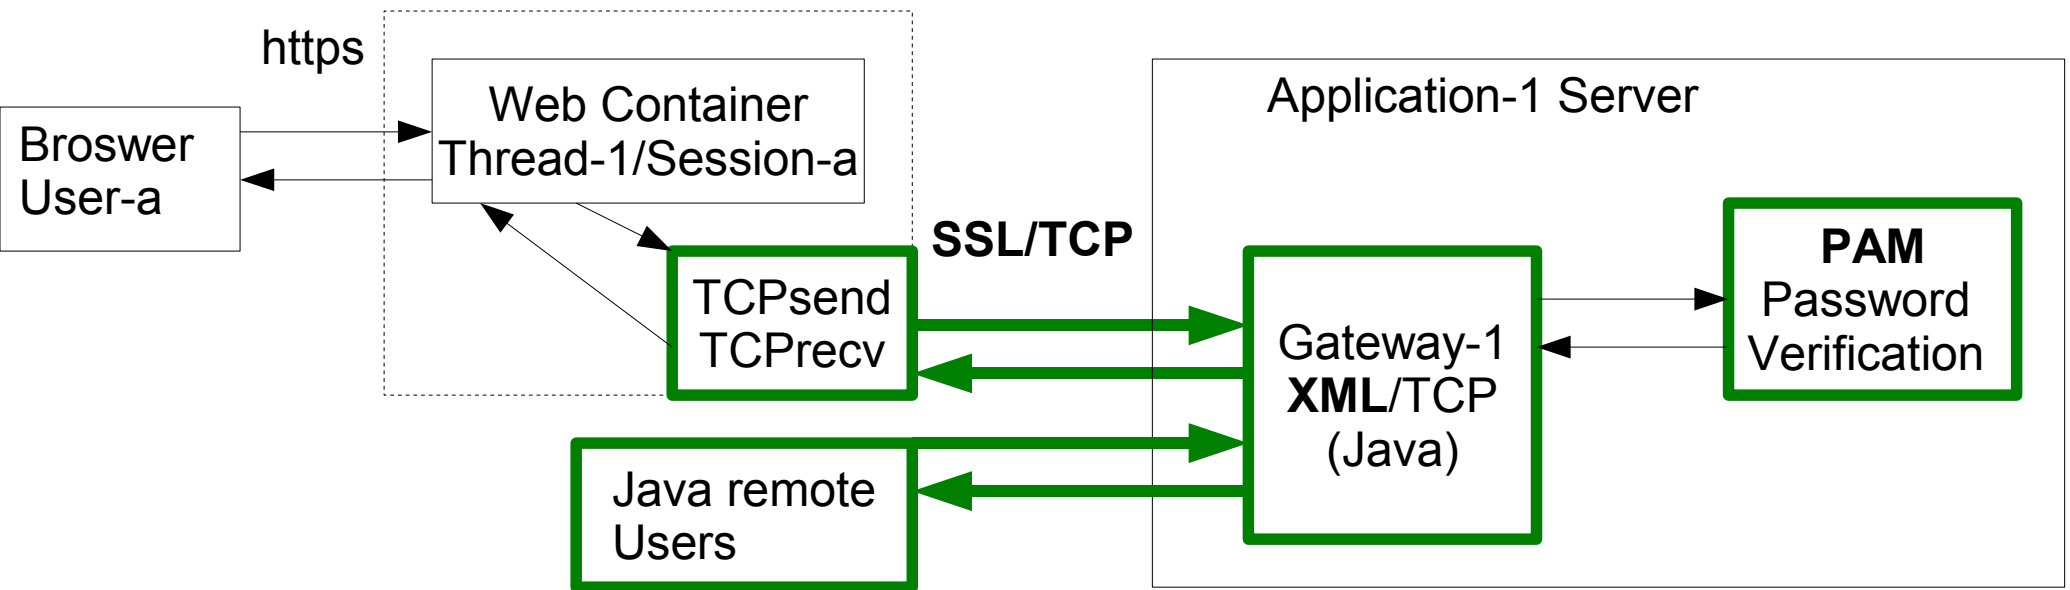 https
Broswer
User-a
Web Container
Thread-1/Session-a
TCPsend
TCPrecv
SSL/TCP
Java remote
Users
Application-1 Server
Gateway-1
XML/TCP
(Java)
PAM
Password
Verification